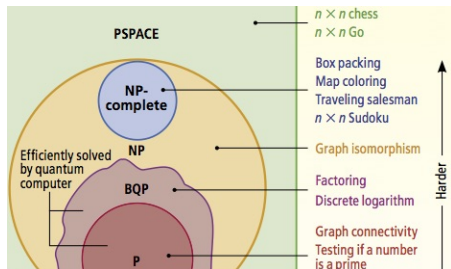 PSPACE
n × n chess
n × n Go
NP-
complete
Box packing
Map coloring
Traveling salesman
n × n Sudoku
NP
Graph isomorphism
Efficiently solved
by quantum
computer
BQP
Factoring
Discrete logarithm
P
Graph connectivity
Testing if a number
is a prime
Harder